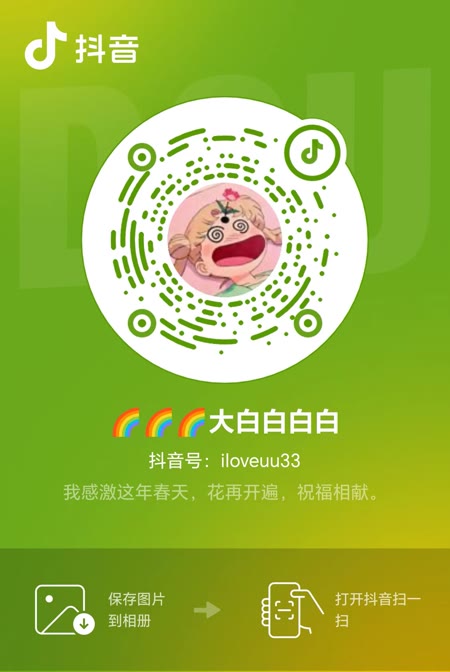 抖音
DOU
🌈🌈🌈大白白白白
抖音号：iloveuu33
我感激这年春天，花再开遍，祝福相献。
保存图片
到相册
打开抖音扫一
扫